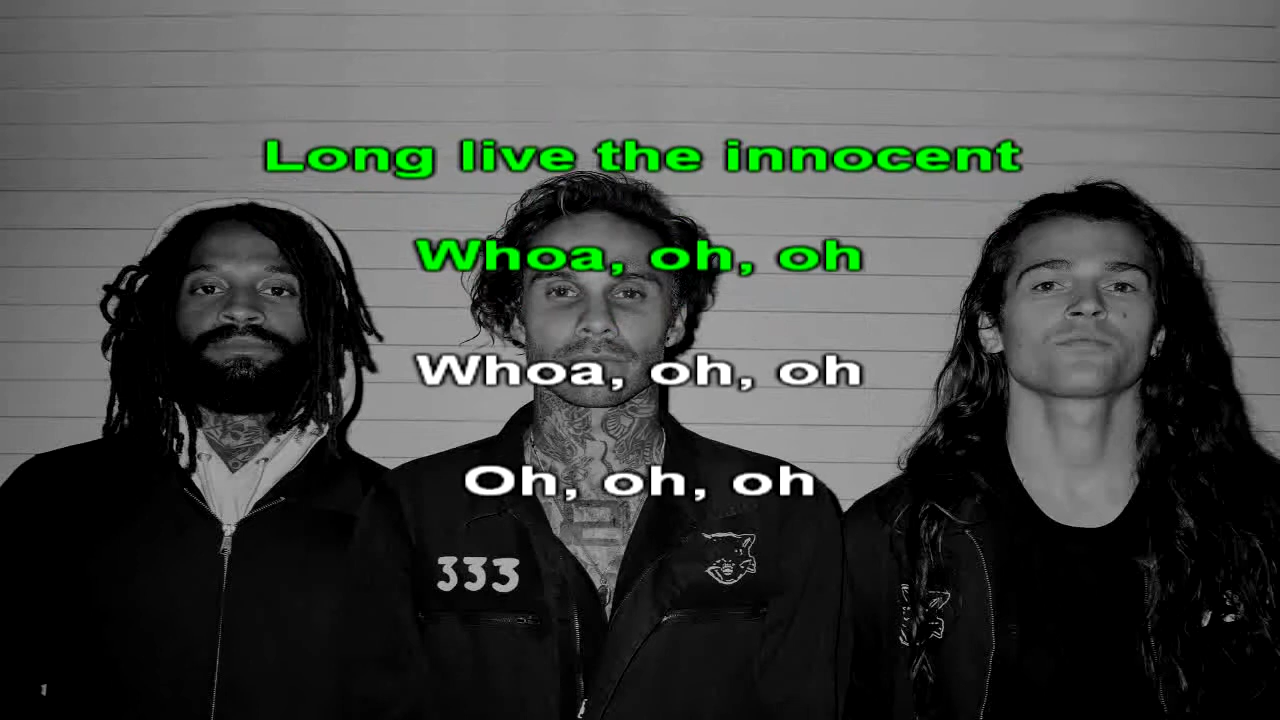 Long live the innocent
Whoa, oh, oh
Whoa, oh, oh
Oh, oh, oh
333